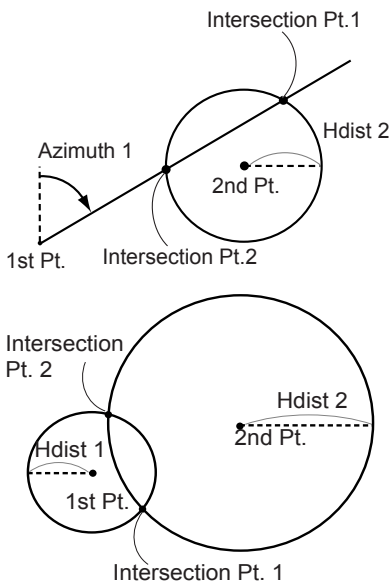 Intersection Pt.1
Hdist 2
Azimuth 1
2nd Pt.
1st Pt.
Intersection Pt.2
Intersection
Pt. 2
Hdist 2
2nd Pt.
Hdist 1
1st Pt.
Intersection Pt. 1